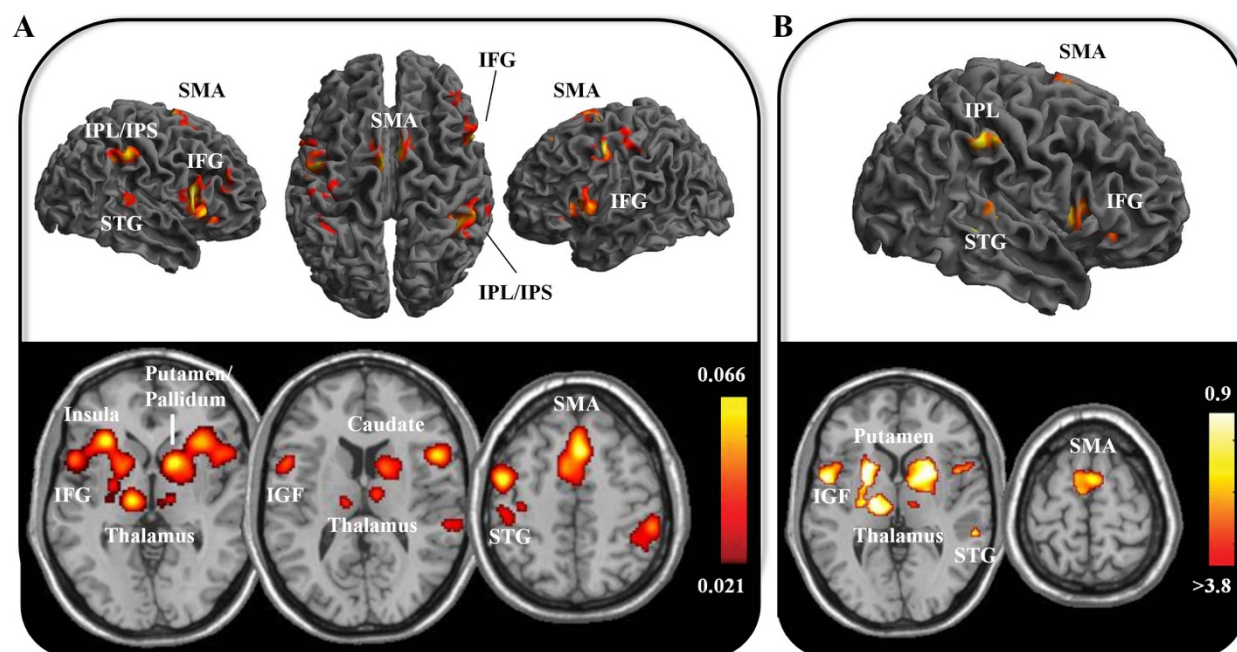 A
SMA
IPL/IPS
IFG
STG
SMA
IFG
IPL/IPS
SMA
IFG
Insula
Putamen/
Pallidum
IFG
Thalamus
Caudate
IGF
Thalamus
SMA
STG
0.066
0.021
B
SMA
IPL
IFG
STG
Putamen
IGF
Thalamus
STG
SMA
0.9
>3.8